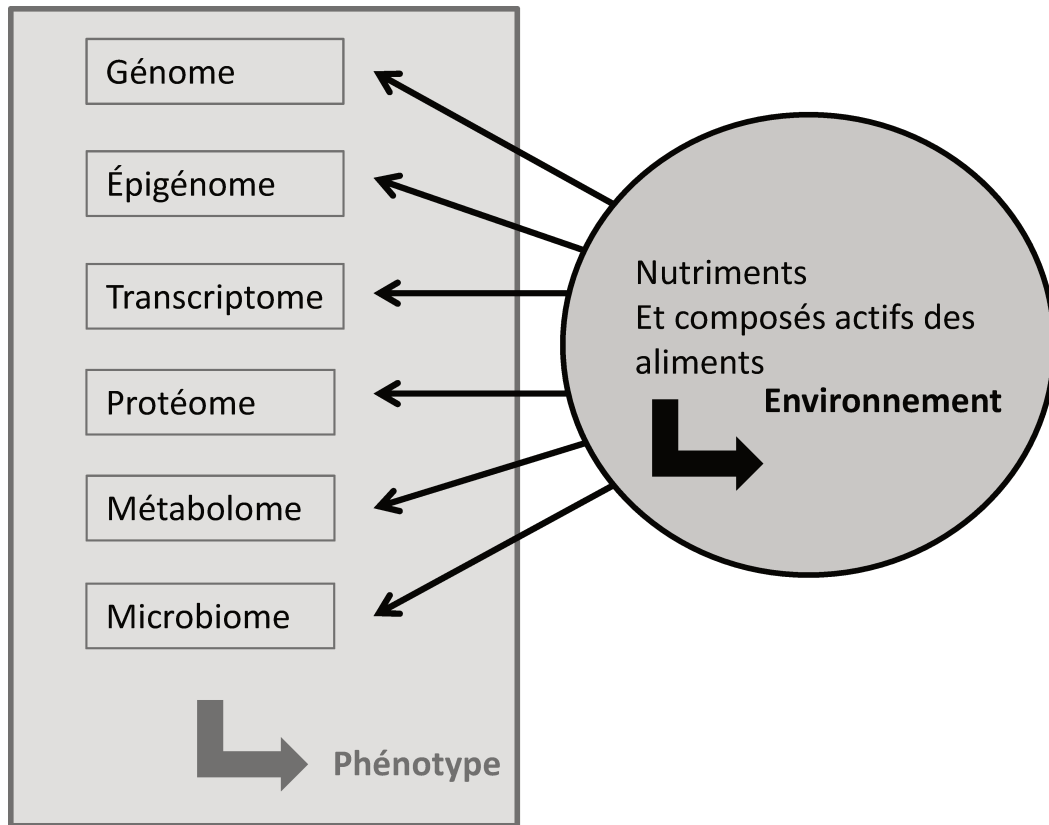 Génome
Épigénome
Transcriptome
Protéome
Métabolome
Microbiome
Phénotype
Nutriments
Et composés actifs des
aliments
Environnement